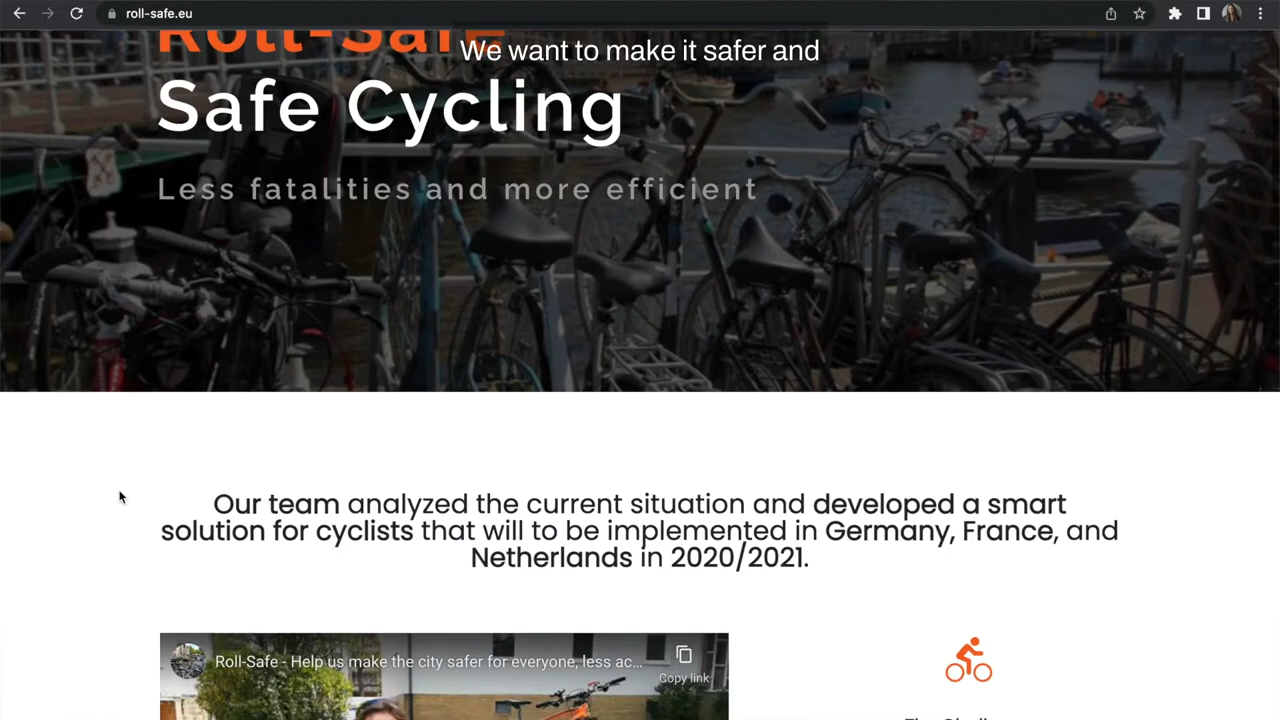 roll-safe.eu
Roll-Safe
We want to make it safer and
Safe Cycling
Less fatalities and more efficient
Our team analyzed the current situation and developed a smart
solution for cyclists that will to be implemented in Germany, France, and
Netherlands in 2020/2021.
Roll-Safe - Help us make the city safer for everyone, less ac...
Copy link